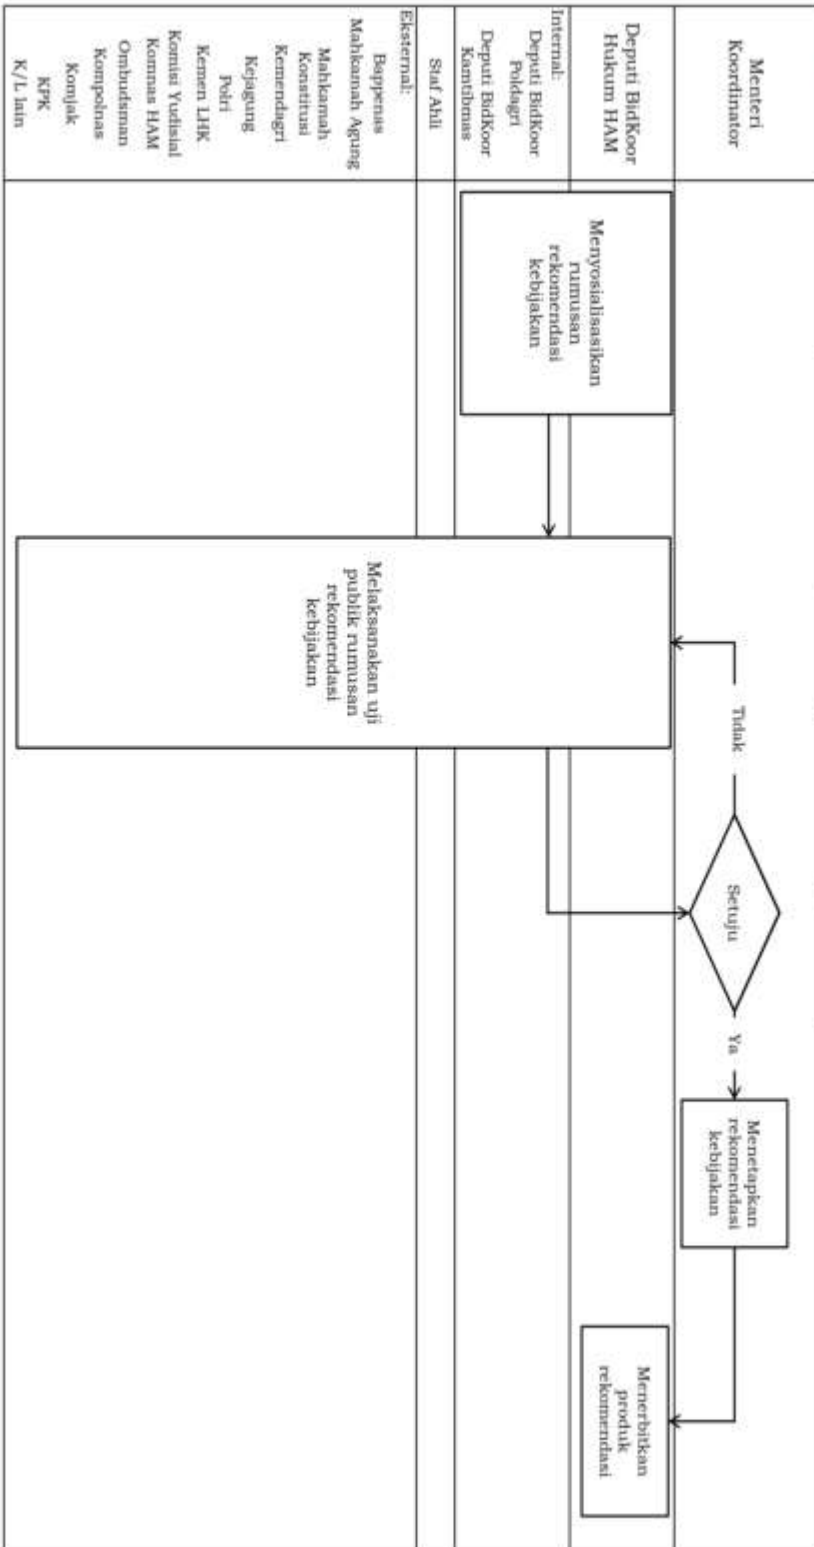 Menteri
Koordinator
Deputi BidKoor
Hukum HAM
Internal:
Deputi BidKoor
Poldagri
Deputi BidKoor
Kamtibmas
Staf Ahli
Eksternal:
Bappenas
Mahkamah Agung
Mahkamah
Konstitusi
Kemendagri
Kejagung
Polri
Kemen LHK
Komisi Yudisial
Komnas HAM
Ombudsman
Kompolnas
Komjak
KPK
K/L lain
Menyosialisasikan
rumusan
rekomendasi
kebijakan
Melaksanakan uji
publik rumusan
rekomendasi
kebijakan
Tidak
Setuju
Ya
Menetapkan
rekomendasi
kebijakan
Menerbitkan
produk
rekomendasi